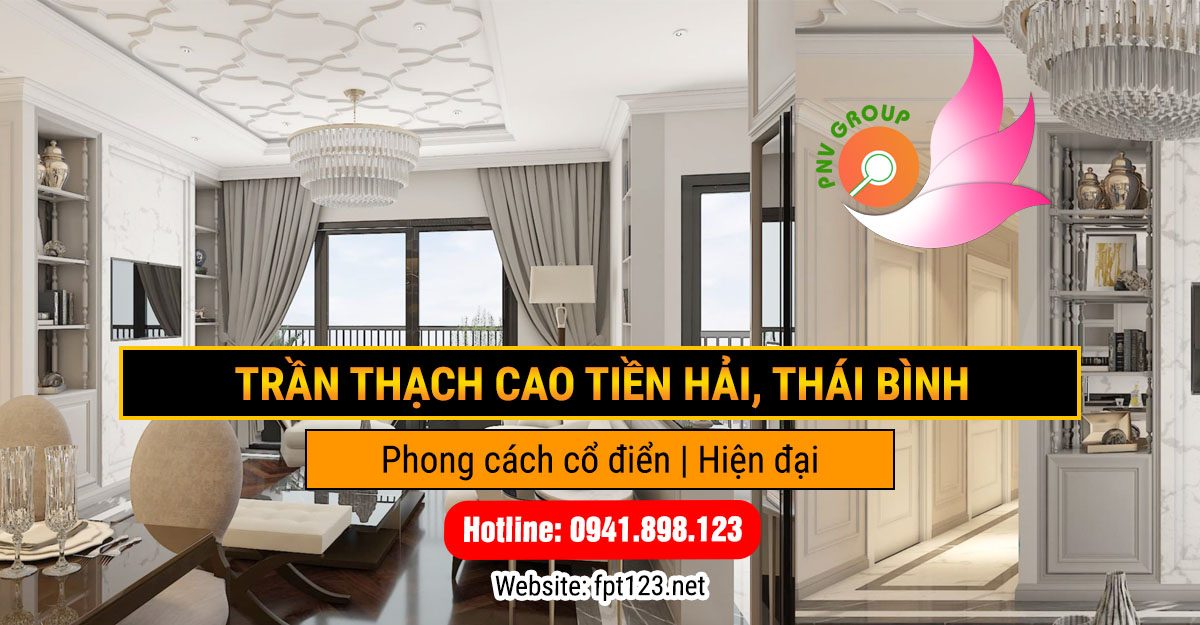 PNV GROUP
TRẦN THẠCH CAO TIỀN HẢI, THÁI BÌNH
Phong cách cổ điển | Hiện đại
Hotline: 0941.898.123
Website: fpt123.net